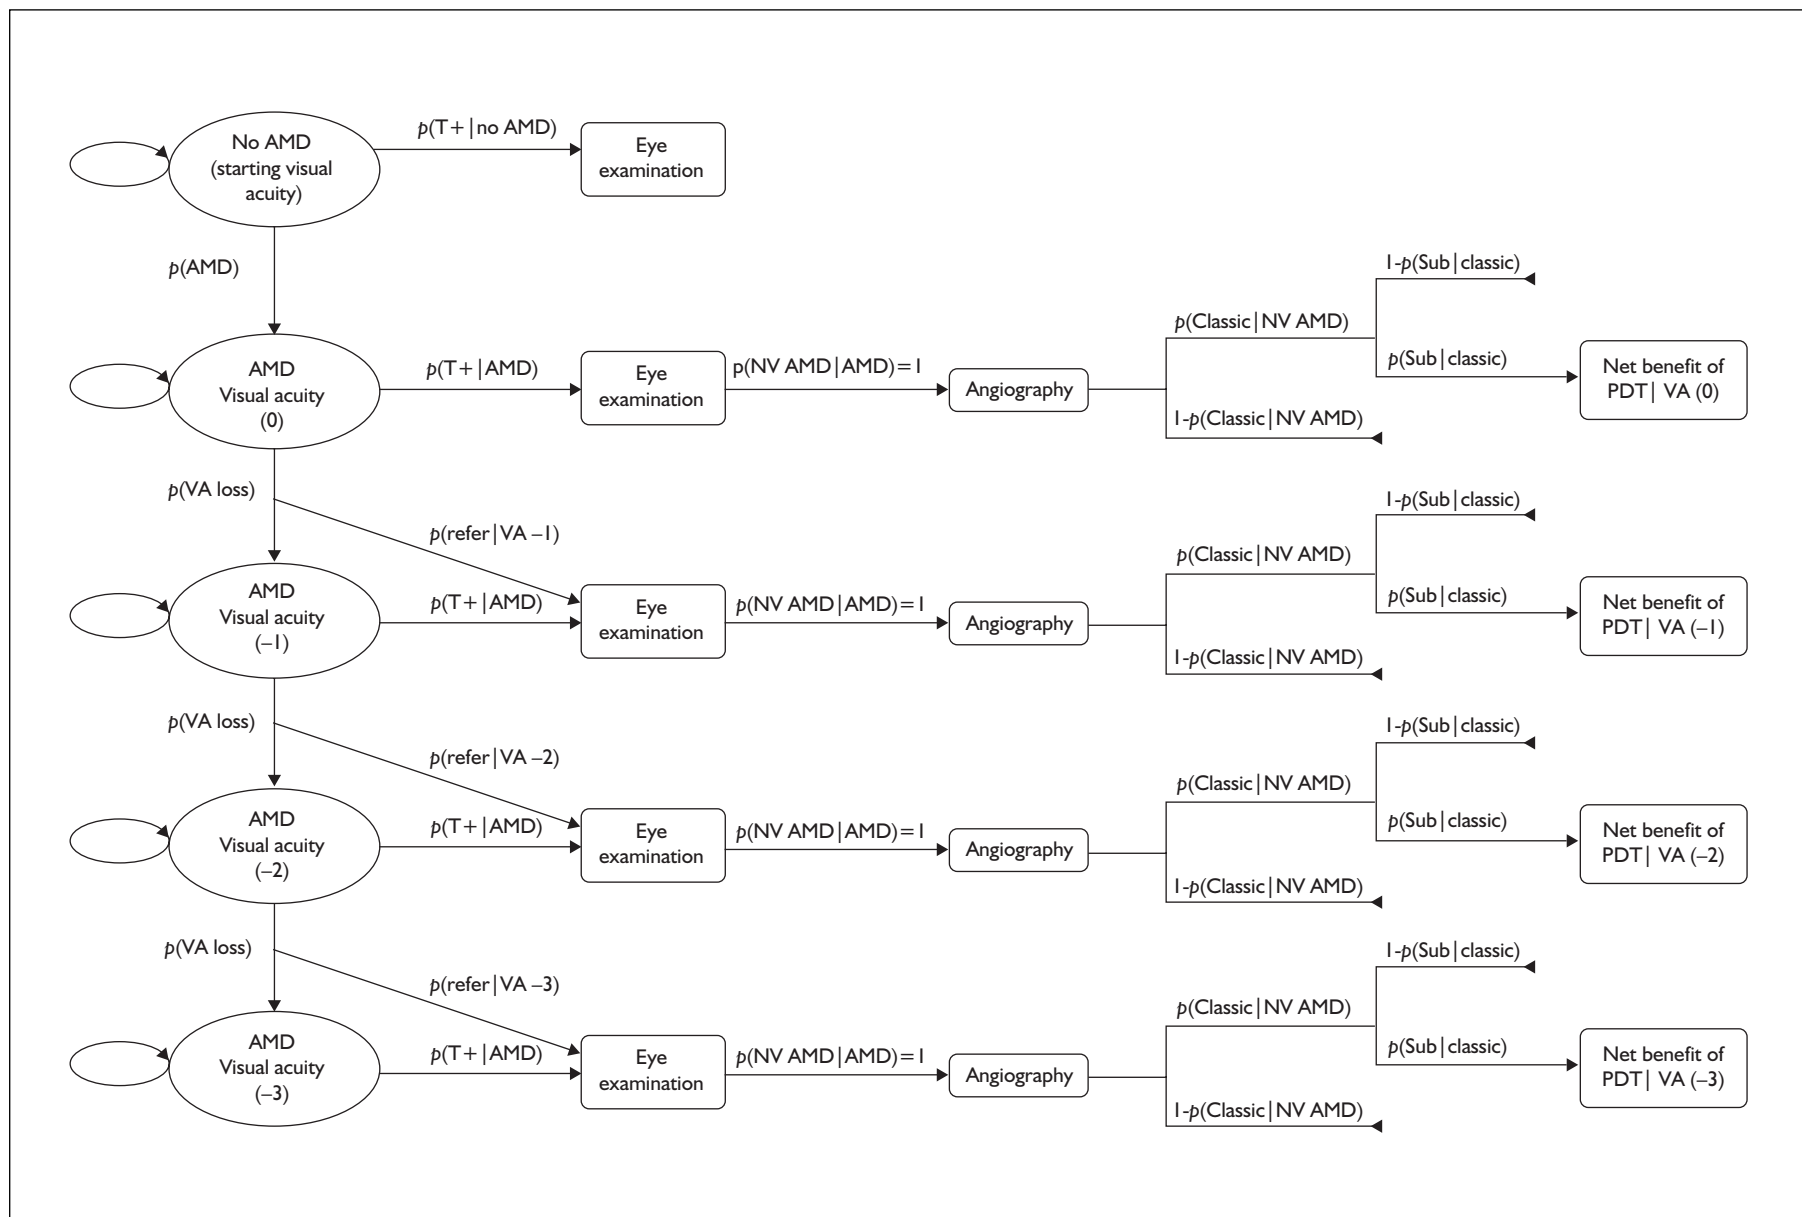 No AMD
(starting visual
acuity)
p(T+|no AMD)
Eye
examination
p(AMD)
AMD
Visual acuity
(0)
p(T+|AMD)
Eye
examination
p(NV AMD|AMD)=1
Angiography
p(Classic|NV AMD)
1-p(Classic|NV AMD)
1-p(Sub|classic)
p(Sub|classic)
Net benefit of
PDT| VA (0)
p(VA loss)
p(refer|VA –1)
AMD
Visual acuity
(–1)
p(T+|AMD)
Eye
examination
p(NV AMD|AMD)=1
Angiography
p(Classic|NV AMD)
1-p(Classic|NV AMD)
1-p(Sub|classic)
p(Sub|classic)
Net benefit of
PDT| VA (–1)
p(VA loss)
p(refer|VA –2)
AMD
Visual acuity
(–2)
p(T+|AMD)
Eye
examination
p(NV AMD|AMD)=1
Angiography
p(Classic|NV AMD)
1-p(Classic|NV AMD)
1-p(Sub|classic)
p(Sub|classic)
Net benefit of
PDT| VA (–2)
p(VA loss)
p(refer|VA –3)
AMD
Visual acuity
(–3)
p(T+|AMD)
Eye
examination
p(NV AMD|AMD)=1
Angiography
p(Classic|NV AMD)
1-p(Classic|NV AMD)
1-p(Sub|classic)
p(Sub|classic)
Net benefit of
PDT| VA (–3)